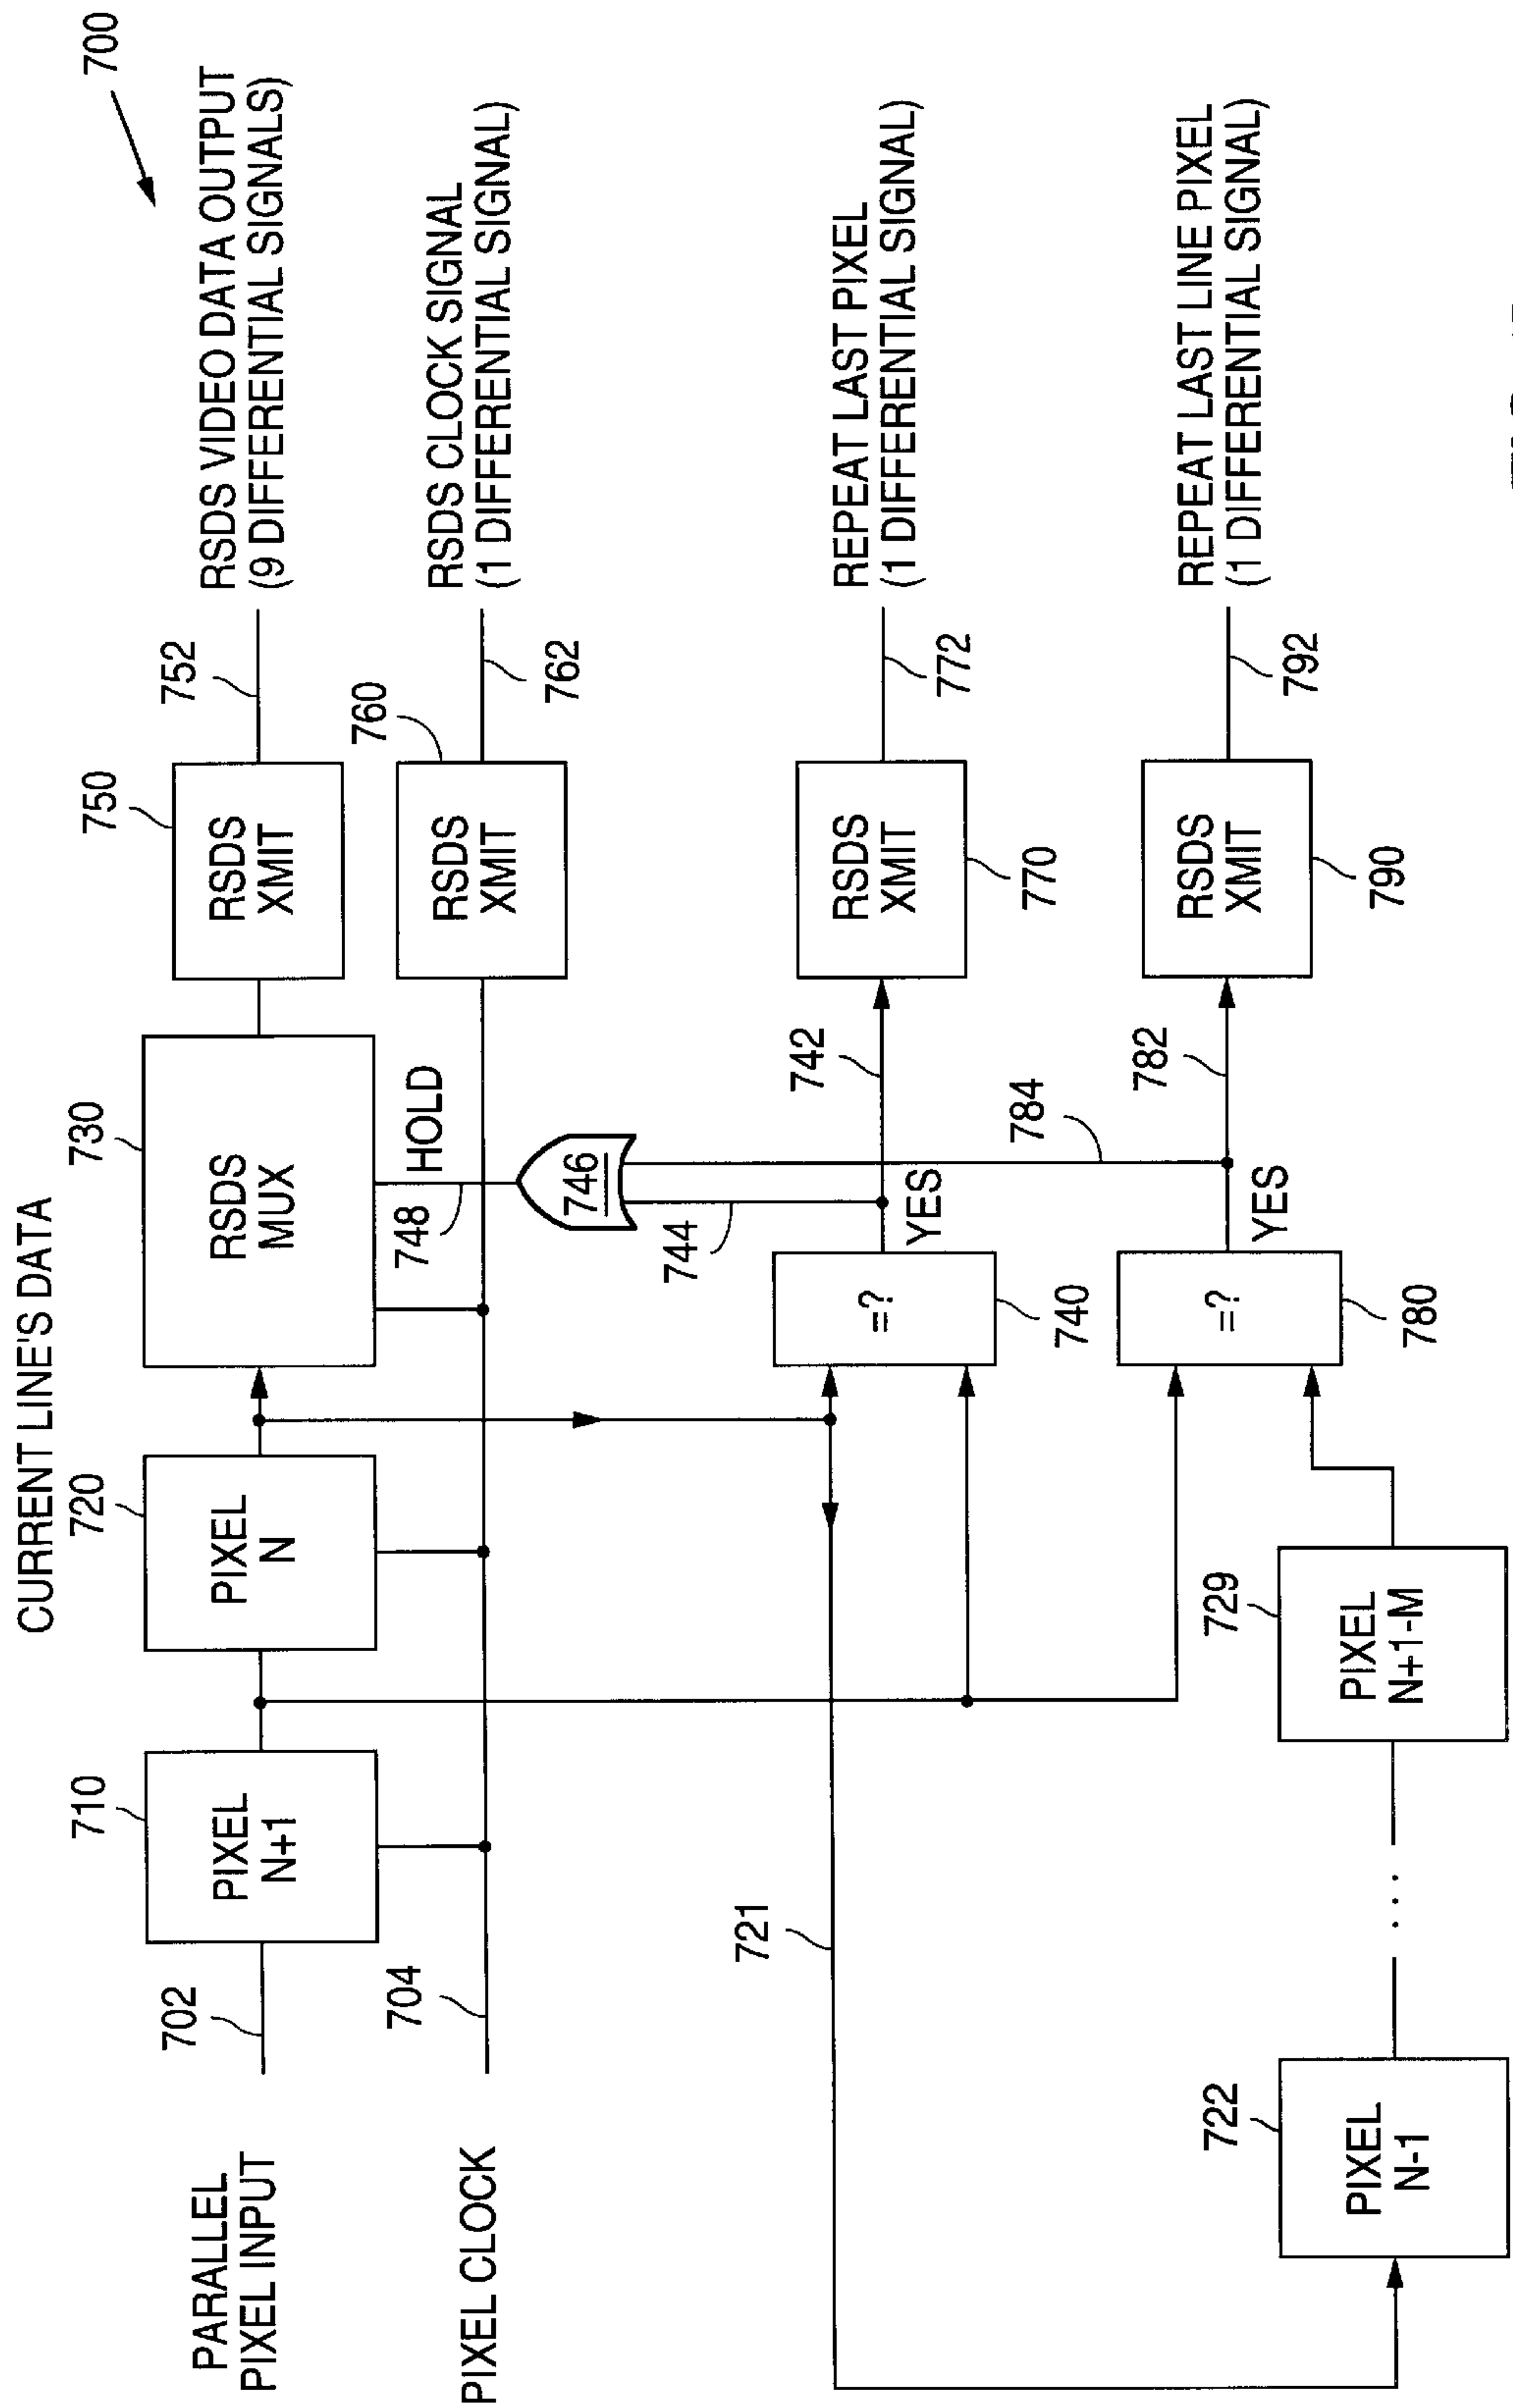 700
CURRENT LINE'S DATA
PARALLEL
PIXEL INPUT
702
710
PIXEL
N+1
720
PIXEL
N
730
RSDS
MUX
750
RSDS
XMIT
752
RSDS VIDEO DATA OUTPUT
(9 DIFFERENTIAL SIGNALS)
PIXEL CLOCK
704
748
HOLD
760
RSDS
XMIT
762
RSDS CLOCK SIGNAL
(1 DIFFERENTIAL SIGNAL)
746
744
721
=?
740
YES
742
RSDS
XMIT
770
772
REPEAT LAST PIXEL
(1 DIFFERENTIAL SIGNAL)
784
=?
780
YES
782
RSDS
XMIT
790
792
REPEAT LAST LINE PIXEL
(1 DIFFERENTIAL SIGNAL)
722
PIXEL
N-1
. . .
729
PIXEL
N+1-M